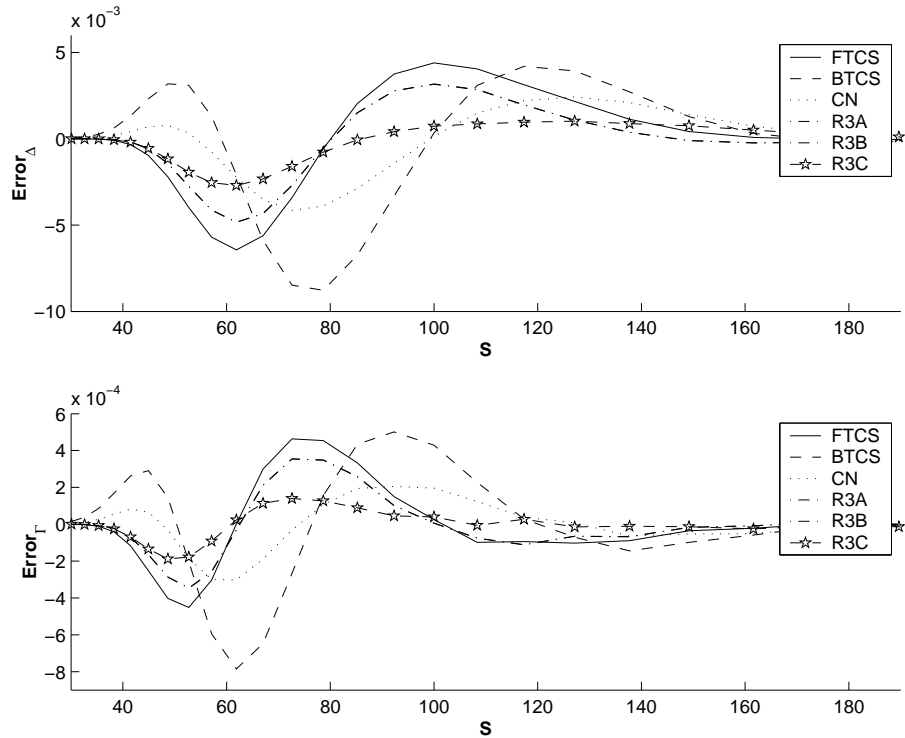 x 10⁻³
5
0
−5
−10
Error_Δ
40 60 80 100 120 140 160 180
S
FTCS
BTCS
CN
R3A
R3B
R3C
x 10⁻⁴
6
4
2
0
−2
−4
−6
−8
Error_Γ
40 60 80 100 120 140 160 180
S
FTCS
BTCS
CN
R3A
R3B
R3C